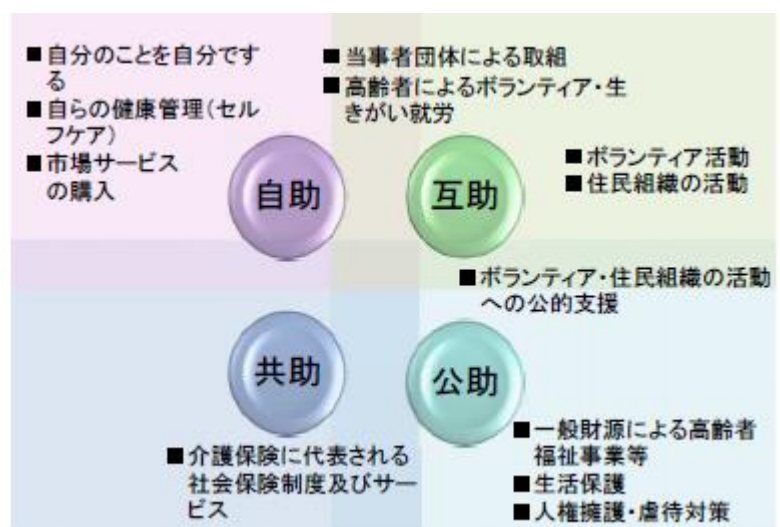 ■自分のことを自分です
る
■自らの健康管理(セル
フケア)
■市場サービス
の購入
■当事者団体による取組
■高齢者によるボランティア・生
きがい就労
■ボランティア活動
■住民組織の活動
自助
互助
■ボランティア・住民組織の活動
への公的支援
共助
公助
■介護保険に代表される
社会保険制度及びサー
ビス
■一般財源による高齢者
福祉事業等
■生活保護
■人権擁護・虐待対策